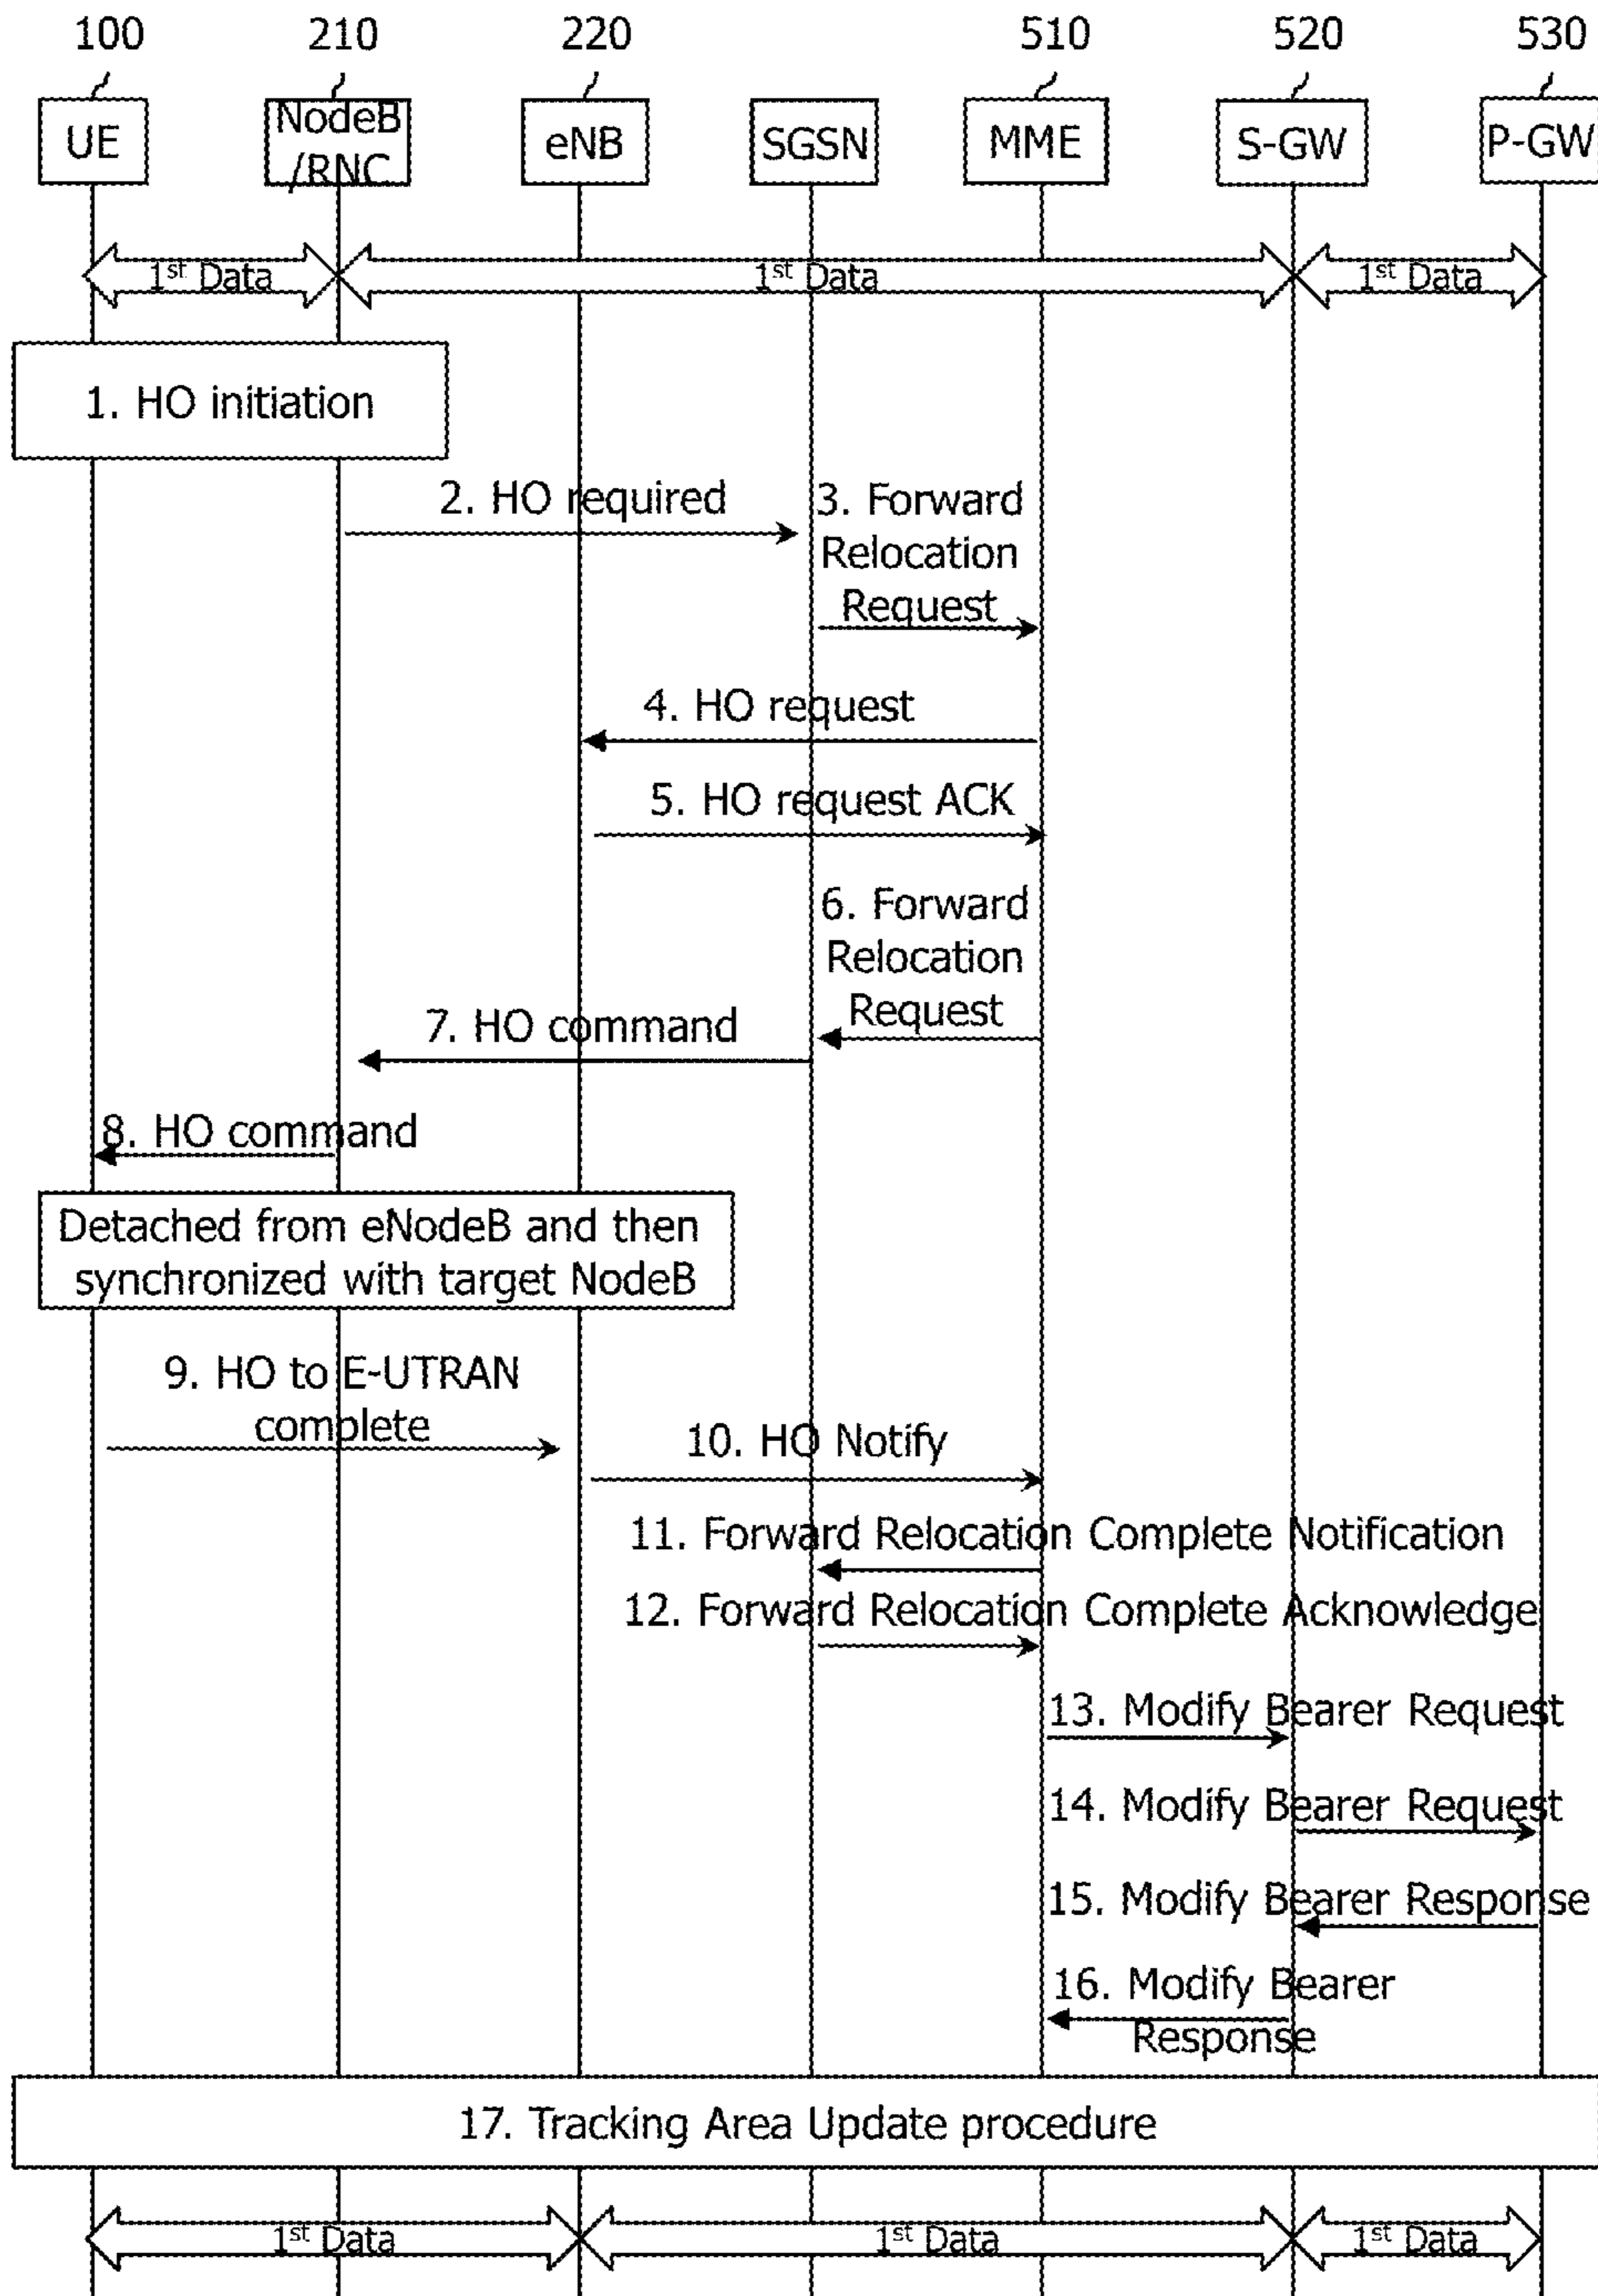 100 210 220 510 520 530
UE NodeB /RNC eNB SGSN MME S-GW P-GW
1st Data 1st Data 1st Data
1. HO initiation
2. HO required
3. Forward
Relocation
Request
4. HO request
5. HO request ACK
6. Forward
Relocation
Request
7. HO command
8. HO command
Detached from eNodeB and then
synchronized with target NodeB
9. HO to E-UTRAN
complete
10. HO Notify
11. Forward Relocation Complete Notification
12. Forward Relocation Complete Acknowledge
13. Modify Bearer Request
14. Modify Bearer Request
15. Modify Bearer Response
16. Modify Bearer
Response
17. Tracking Area Update procedure
1st Data 1st Data 1st Data